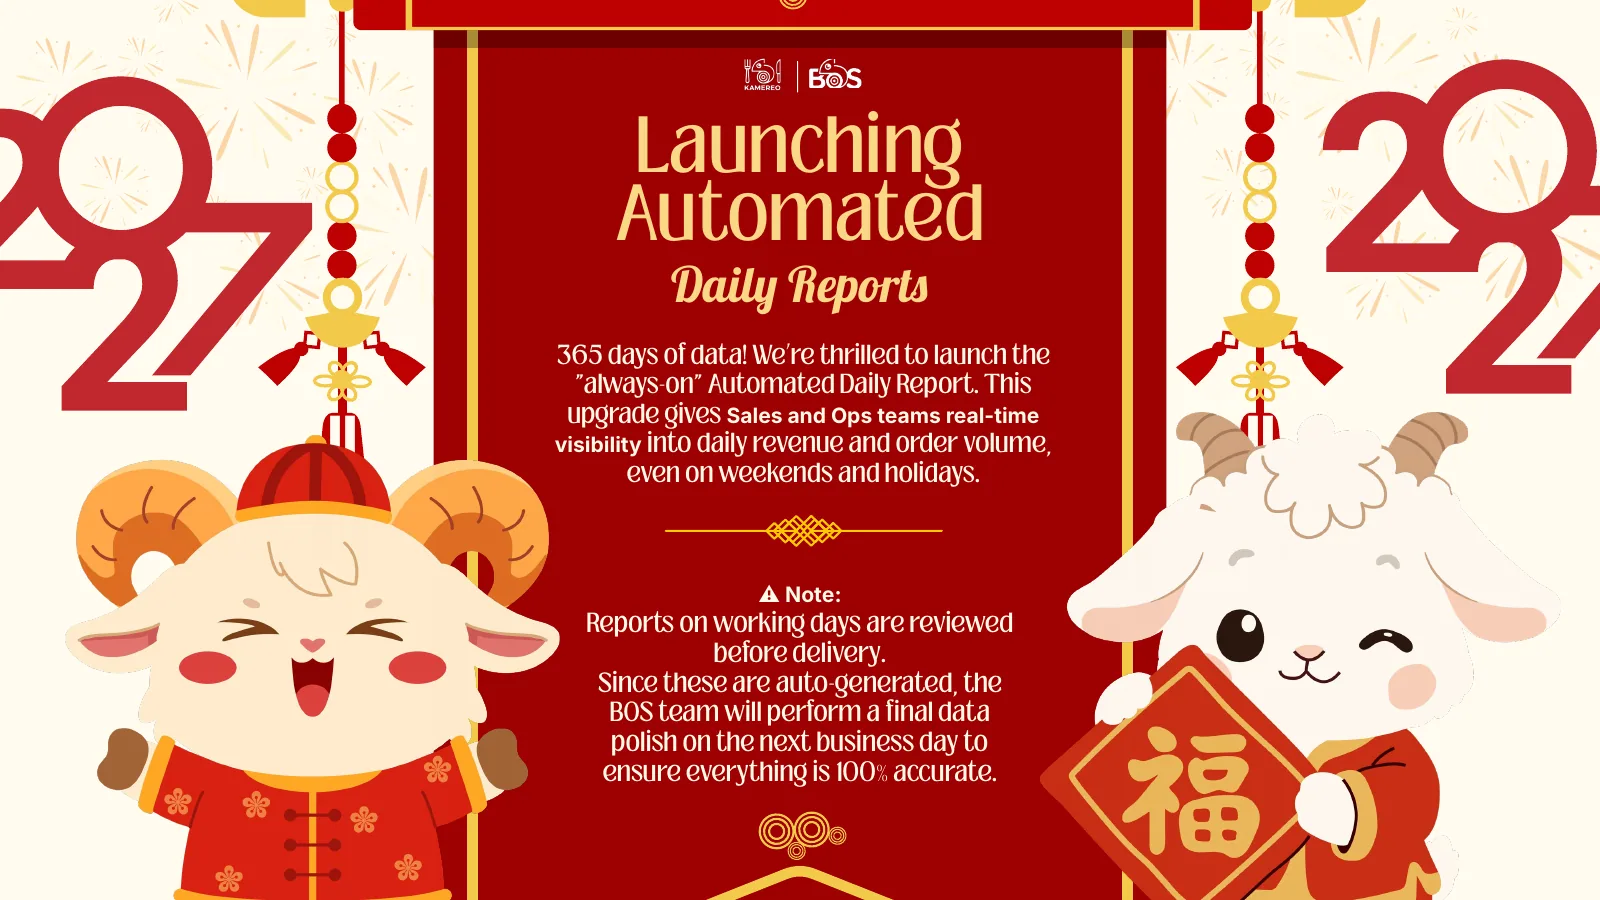 KAMEREO
BOS
Launching
Automated
Daily Reports
365 days of data! We're thrilled to launch the
"always-on" Automated Daily Report. This
upgrade gives Sales and Ops teams real-time
visibility into daily revenue and order volume,
even on weekends and holidays.
⚠ Note:
Reports on working days are reviewed
before delivery.
Since these are auto-generated, the
BOS team will perform a final data
polish on the next business day to
ensure everything is 100% accurate.
20
27
20
27
福